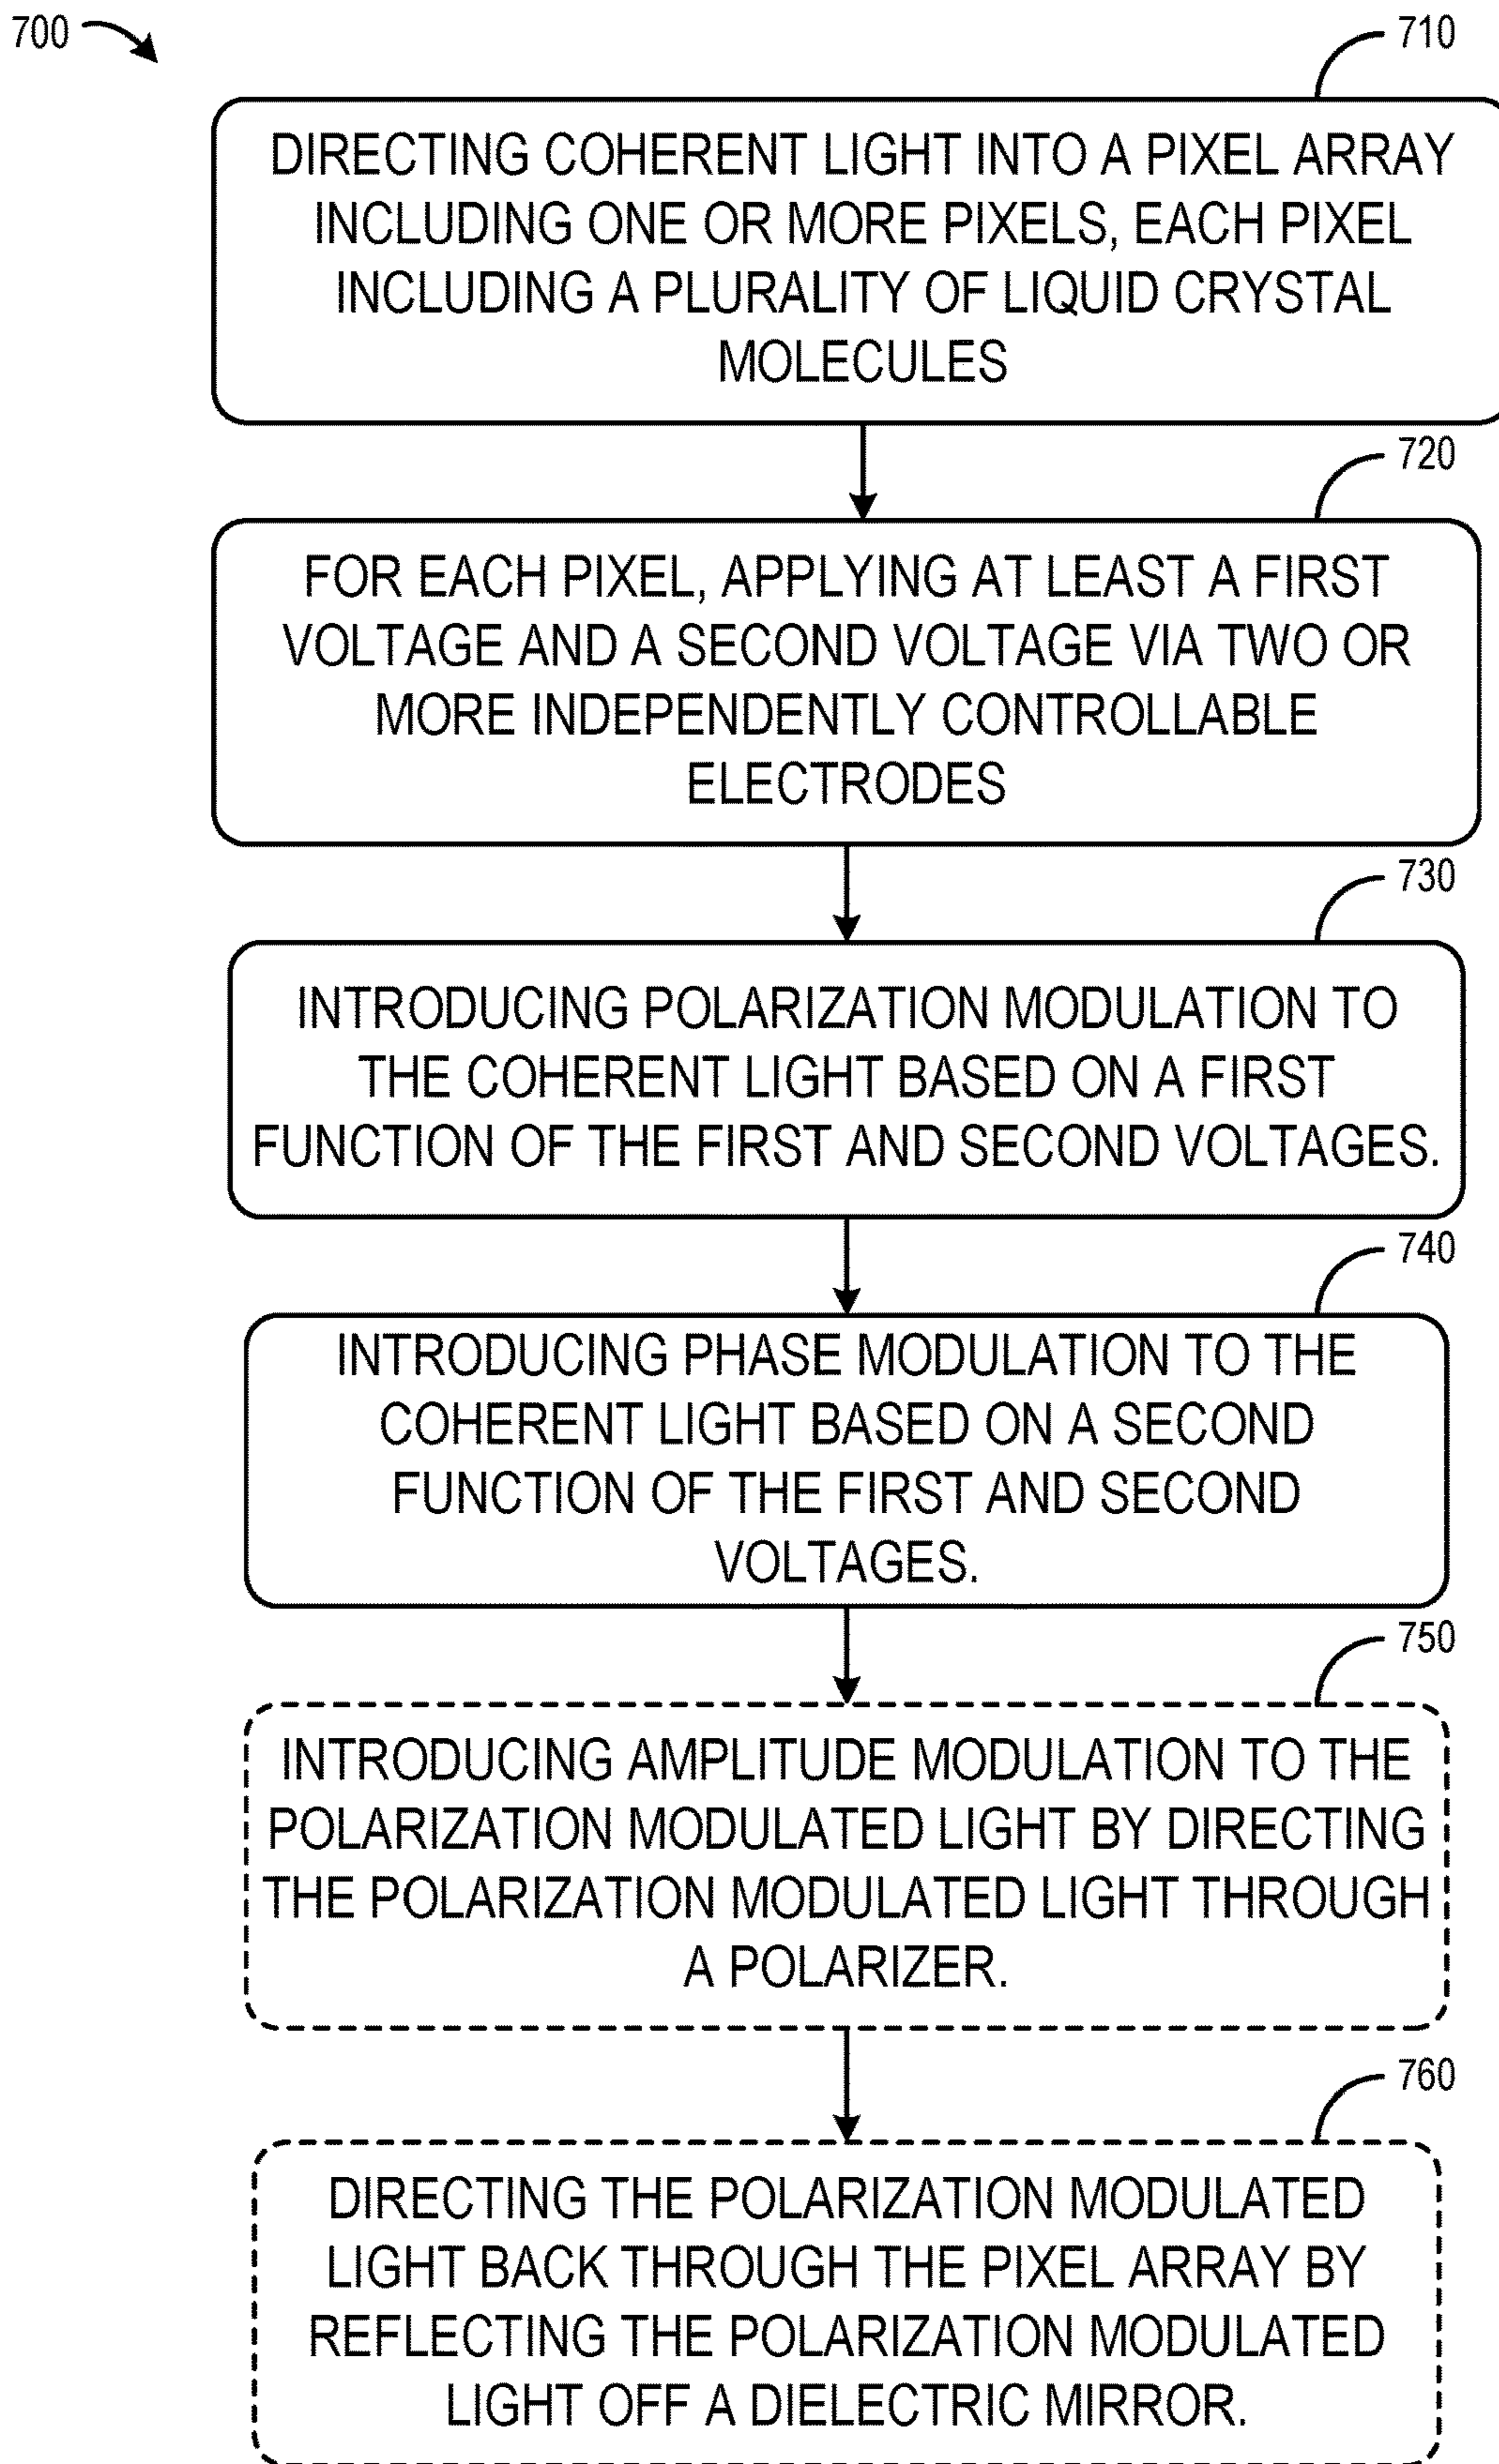 700
710
DIRECTING COHERENT LIGHT INTO A PIXEL ARRAY
INCLUDING ONE OR MORE PIXELS, EACH PIXEL
INCLUDING A PLURALITY OF LIQUID CRYSTAL
MOLECULES
720
FOR EACH PIXEL, APPLYING AT LEAST A FIRST
VOLTAGE AND A SECOND VOLTAGE VIA TWO OR
MORE INDEPENDENTLY CONTROLLABLE
ELECTRODES
730
INTRODUCING POLARIZATION MODULATION TO
THE COHERENT LIGHT BASED ON A FIRST
FUNCTION OF THE FIRST AND SECOND VOLTAGES.
740
INTRODUCING PHASE MODULATION TO THE
COHERENT LIGHT BASED ON A SECOND
FUNCTION OF THE FIRST AND SECOND
VOLTAGES.
750
INTRODUCING AMPLITUDE MODULATION TO THE
POLARIZATION MODULATED LIGHT BY DIRECTING
THE POLARIZATION MODULATED LIGHT THROUGH
A POLARIZER.
760
DIRECTING THE POLARIZATION MODULATED
LIGHT BACK THROUGH THE PIXEL ARRAY BY
REFLECTING THE POLARIZATION MODULATED
LIGHT OFF A DIELECTRIC MIRROR.